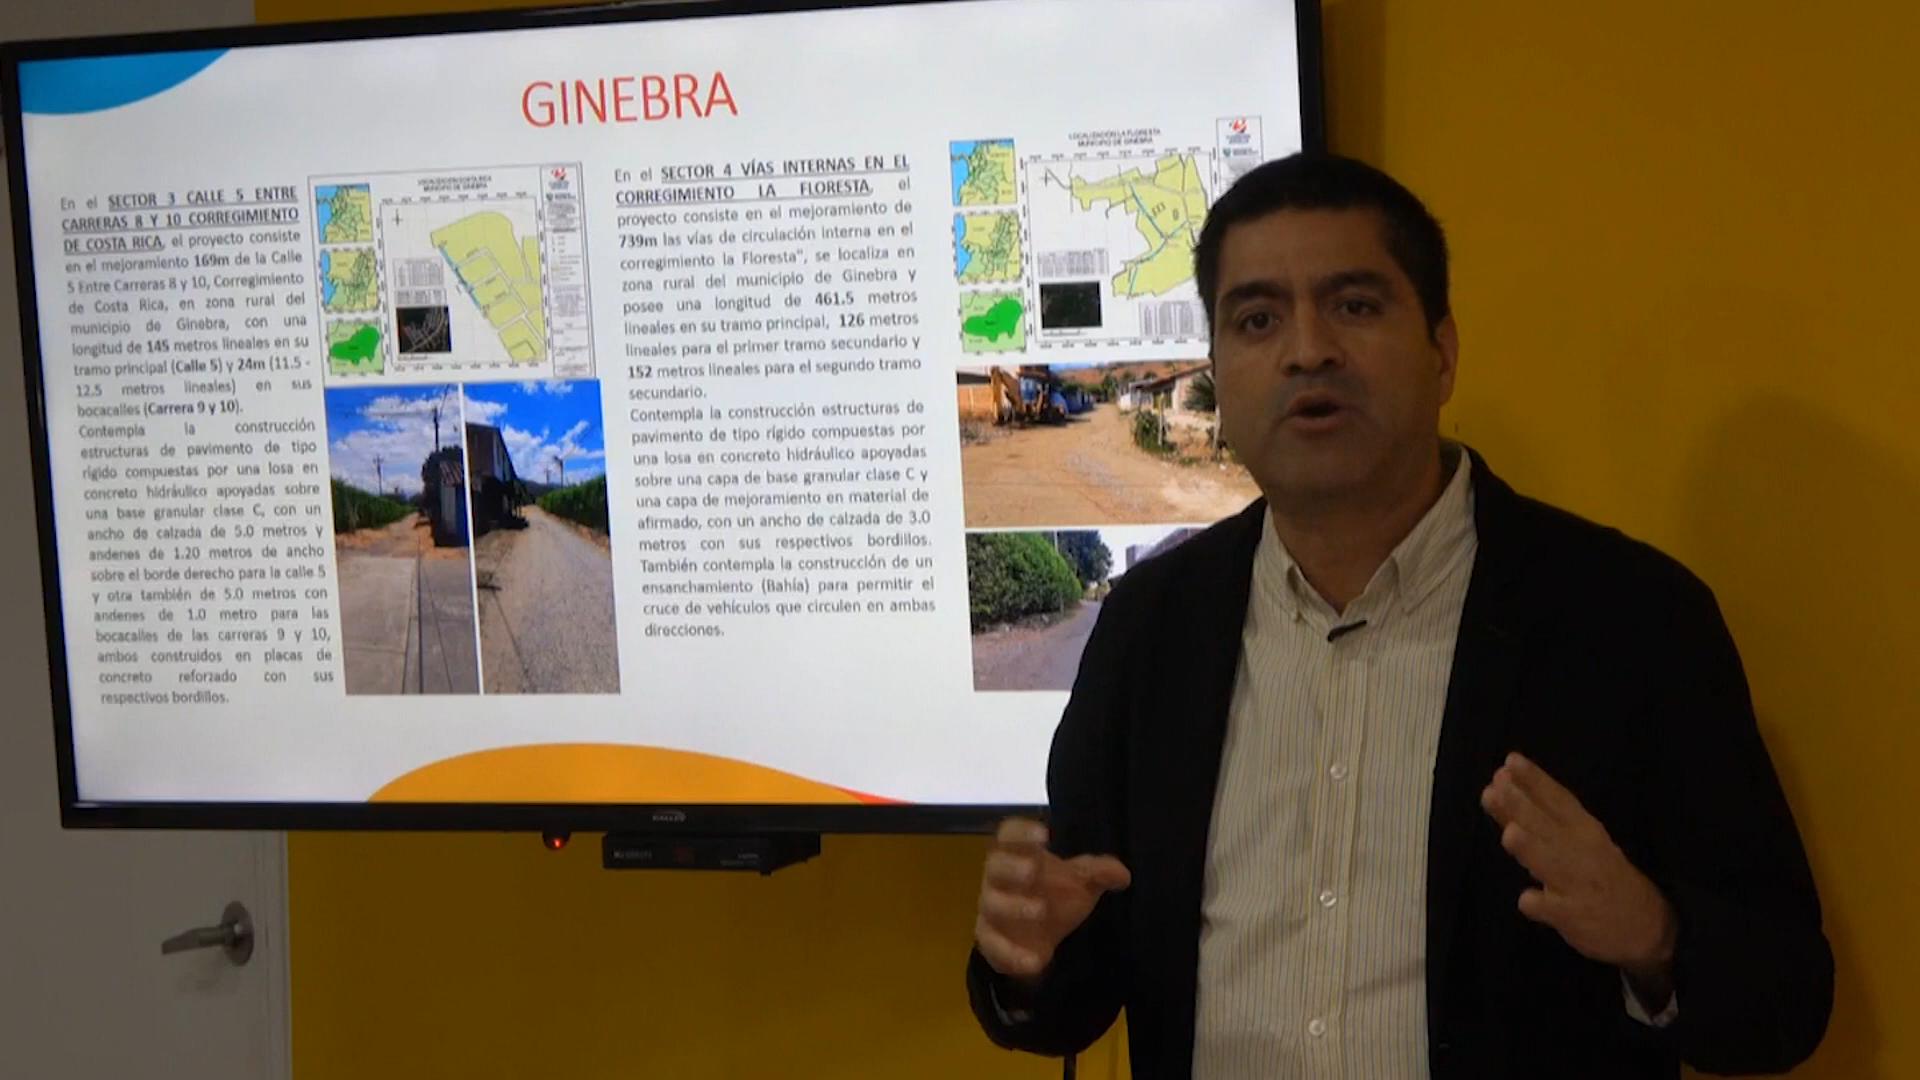 GINEBRA
En el SECTOR 3 CALLE 5 ENTRE
CARRERAS 8 Y 10 CORREGIMIENTO
DE COSTA RICA, el proyecto consiste
en el mejoramiento 169m de la Calle
5 Entre Carreras 8 y 10, Corregimiento
de Costa Rica, en zona rural del
municipio de Ginebra, con una
longitud de 145 metros lineales en su
tramo principal (Calle 5) y 24m (11.5 -
12.5 metros lineales) en sus
bocacalles (Carrera 9 y 10).
Contempla la construcción
estructuras de pavimento de tipo
rígido compuestas por una losa en
concreto hidráulico apoyadas sobre
una base granular clase C, con un
ancho de calzada de 5.0 metros y
andenes de 1.20 metros de ancho
sobre el borde derecho para la calle 5
y otra también de 5.0 metros con
andenes de 1.0 metro para las
bocacalles de las carreras 9 y 10,
ambos construidos en placas de
concreto reforzado con sus
respectivos bordillos.
LOCALIZACIÓN COSTA RICA
MUNICIPIO DE GINEBRA
En el SECTOR 4 VÍAS INTERNAS EN EL
CORREGIMIENTO LA FLORESTA, el
proyecto consiste en el mejoramiento de
739m las vías de circulación interna en el
corregimiento la Floresta", se localiza en
zona rural del municipio de Ginebra y
posee una longitud de 461.5 metros
lineales en su tramo principal, 126 metros
lineales para el primer tramo secundario y
152 metros lineales para el segundo tramo
secundario.
Contempla la construcción estructuras de
pavimento de tipo rígido compuestas por
una losa en concreto hidráulico apoyadas
sobre una capa de base granular clase C y
una capa de mejoramiento en material de
afirmado, con un ancho de calzada de 3.0
metros con sus respectivos bordillos.
También contempla la construcción de un
ensanchamiento (Bahía) para permitir el
cruce de vehículos que circulen en ambas
direcciones.
LOCALIZACIÓN LA FLORESTA
MUNICIPIO DE GINEBRA